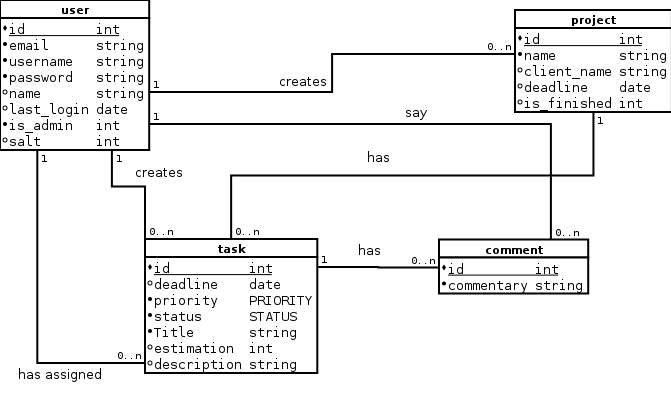 user
id int
email string
username string
password string
name string
last_login date
is_admin int
salt int
project
id int
name string
client_name string
deadline date
is_finished int
1
creates
0..n
1
say
0..n
1
has
0..n
1
creates
0..n
1
has assigned
0..n
task
id int
deadline date
priority PRIORITY
status STATUS
Title string
estimation int
description string
1
has
0..n
comment
id int
commentary string